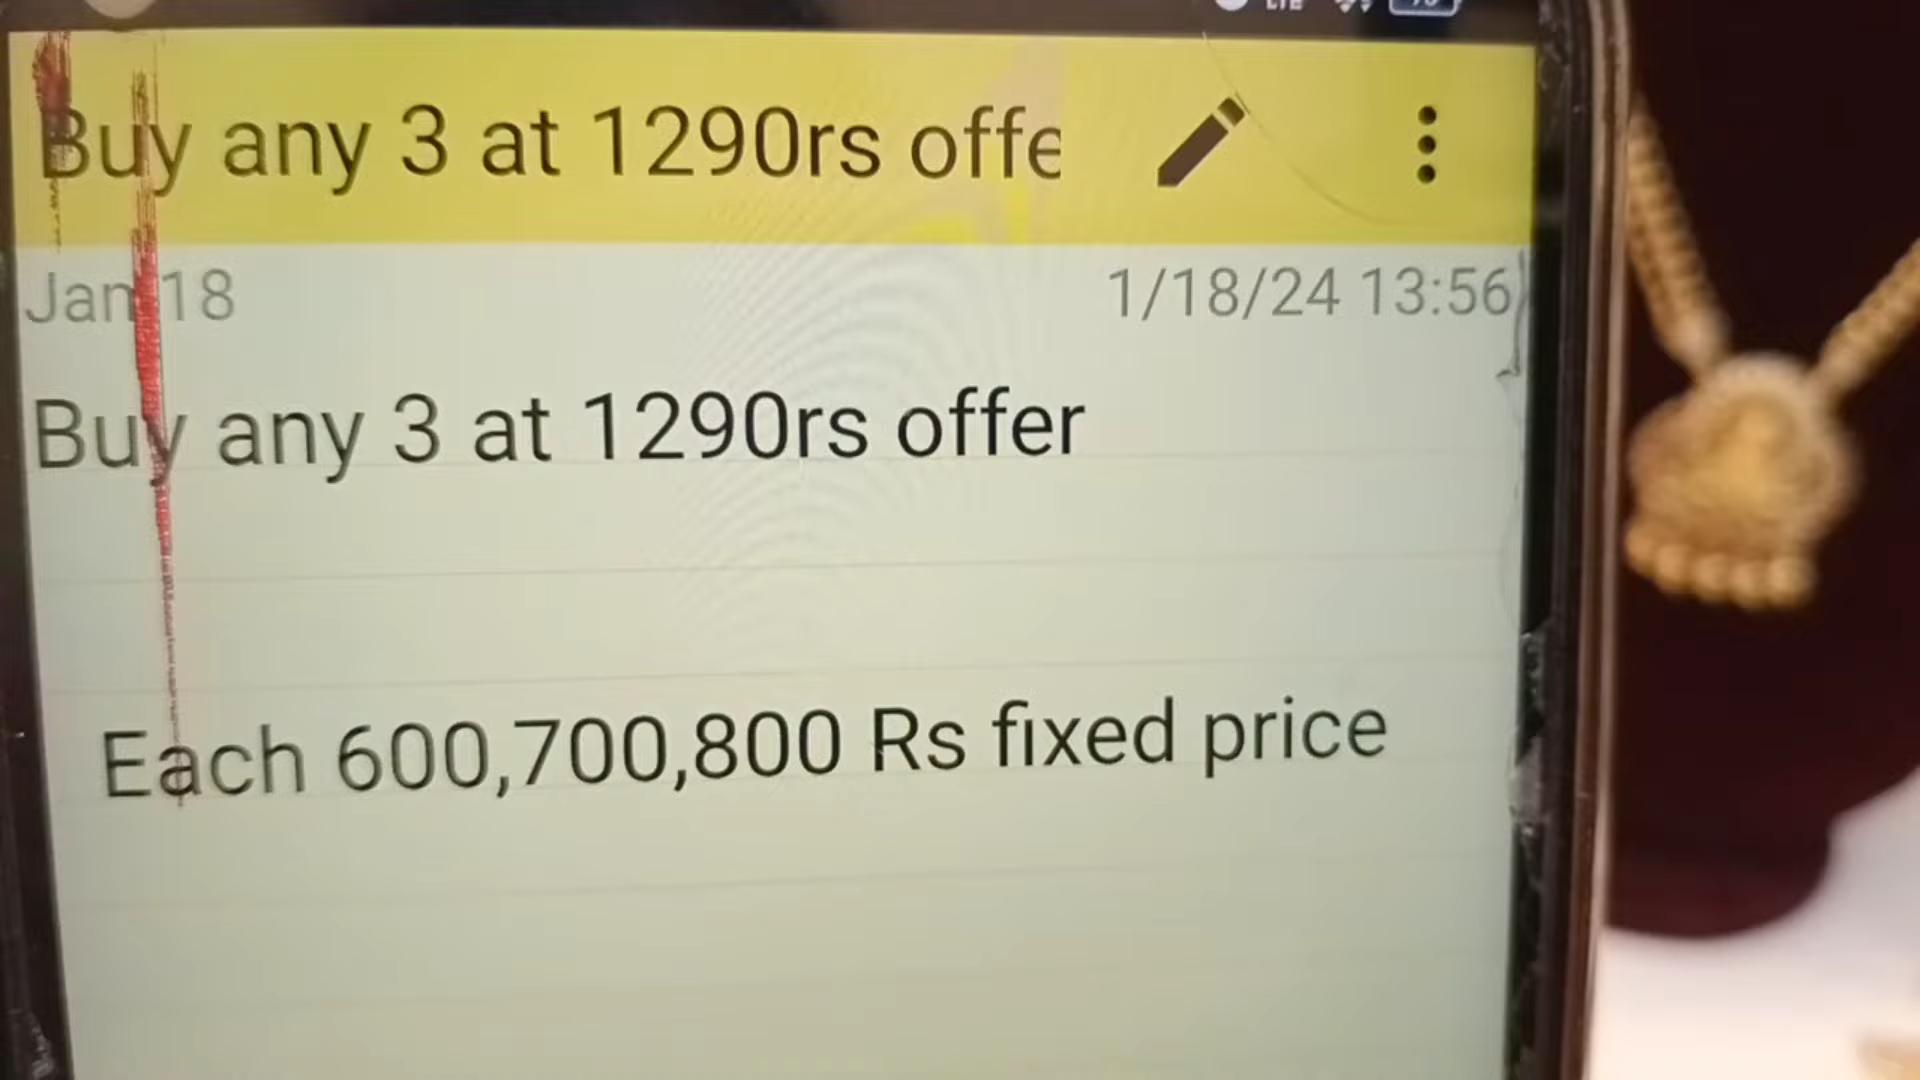 Buy any 3 at 1290rs offe
Jan 18
1/18/24 13:56
Buy any 3 at 1290rs offer
Each 600,700,800 Rs fixed price